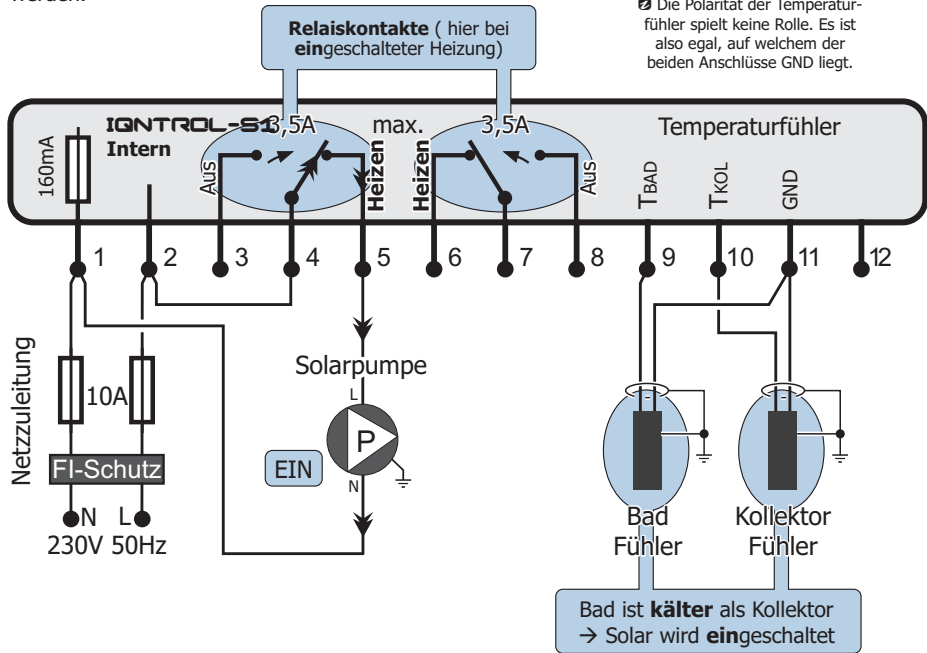 werden.
Relaiskontakte ( hier bei
eingeschalteter Heizung)
Die Polarität der Temperatur-
fühler spielt keine Rolle. Es ist
also egal, auf welchem der
beiden Anschlüsse GND liegt.
IQNTROL-S1
Intern
160mA
3,5A
max.
3,5A
Temperaturfühler
Aus
Heizen
Heizen
Aus
TBAD
TKOL
GND
1
2
3
4
5
6
7
8
9
10
11
12
Netzzuleitung
10A
FI-Schutz
N
L
230V 50Hz
Solarpumpe
L
P
EIN
N
Bad
Fühler
Kollektor
Fühler
Bad ist kälter als Kollektor
→ Solar wird eingeschaltet